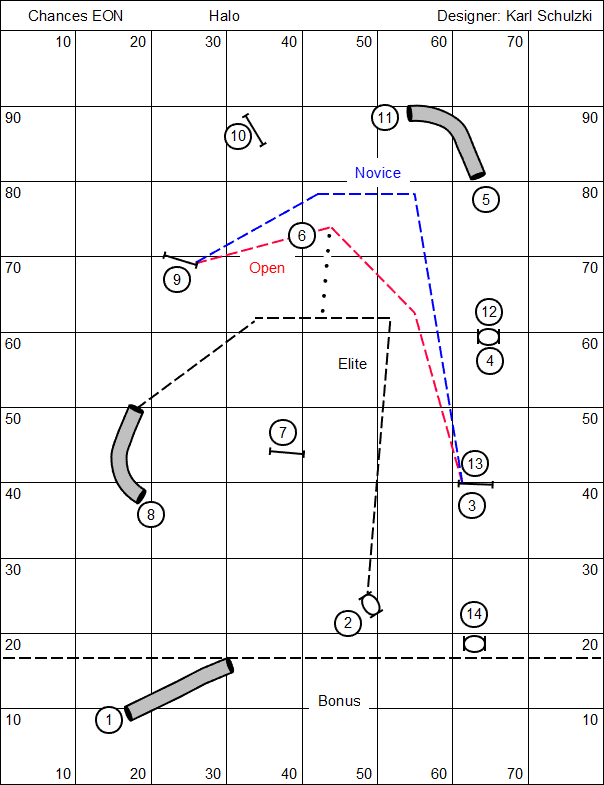 Chances EON Halo Designer: Karl Schulzki
10 20 30 40 50 60 70
90 11 90
10
80 Novice 5 80
6
70 9 Open 70
12
60 Elite 4 60
50 7 50
13
40 8 3 40
30 30
2 14
20 20
1 Bonus
10 10
10 20 30 40 50 60 70